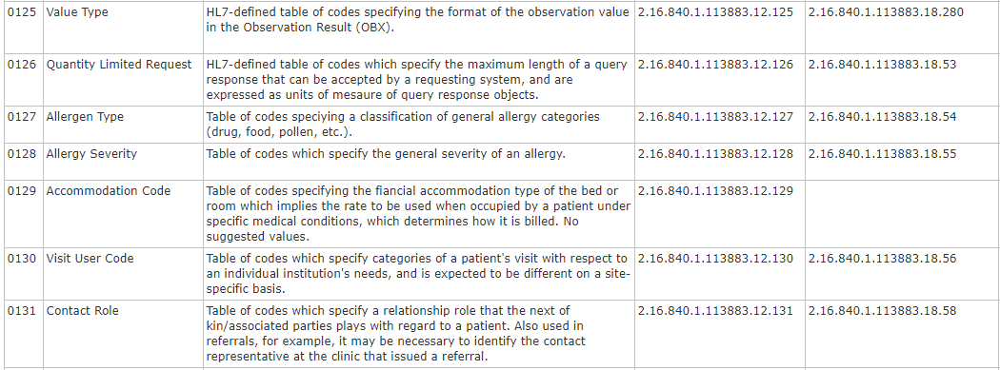 0125 Value Type HL7-defined table of codes specifying the format of the observation value 2.16.840.1.113883.12.125 2.16.840.1.113883.18.280
in the Observation Result (OBX).
0126 Quantity Limited Request HL7-defined table of codes which specify the maximum length of a query 2.16.840.1.113883.12.126 2.16.840.1.113883.18.53
response that can be accepted by a requesting system, and are
expressed as units of mesaure of query response objects.
0127 Allergen Type Table of codes speciying a classification of general allergy categories 2.16.840.1.113883.12.127 2.16.840.1.113883.18.54
(drug, food, pollen, etc.).
0128 Allergy Severity Table of codes which specify the general severity of an allergy. 2.16.840.1.113883.12.128 2.16.840.1.113883.18.55
0129 Accommodation Code Table of codes specifying the fiancial accommodation type of the bed or 2.16.840.1.113883.12.129
room which implies the rate to be used when occupied by a patient under
specific medical conditions, which determines how it is billed. No
suggested values.
0130 Visit User Code Table of codes which specify categories of a patient's visit with respect to 2.16.840.1.113883.12.130 2.16.840.1.113883.18.56
an individual institution's needs, and is expected to be different on a site-
specific basis.
0131 Contact Role Table of codes which specify a relationship role that the next of 2.16.840.1.113883.12.131 2.16.840.1.113883.18.58
kin/associated parties plays with regard to a patient. Also used in
referrals, for example, it may be necessary to identify the contact
representative at the clinic that issued a referral.